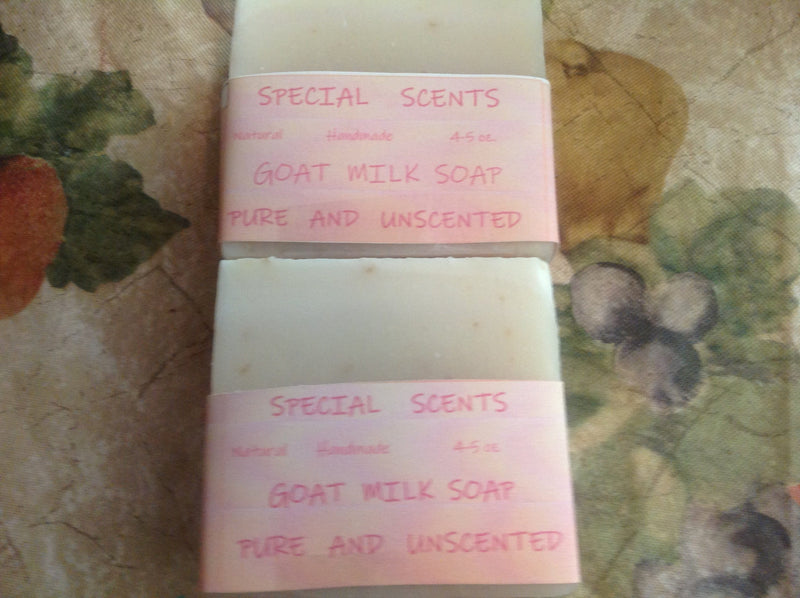 SPECIAL SCENTS
Natural Handmade 4-5 oz.
GOAT MILK SOAP
PURE AND UNSCENTED
SPECIAL SCENTS
Natural Handmade 4-5 oz
GOAT MILK SOAP
PURE AND UNSCENTED